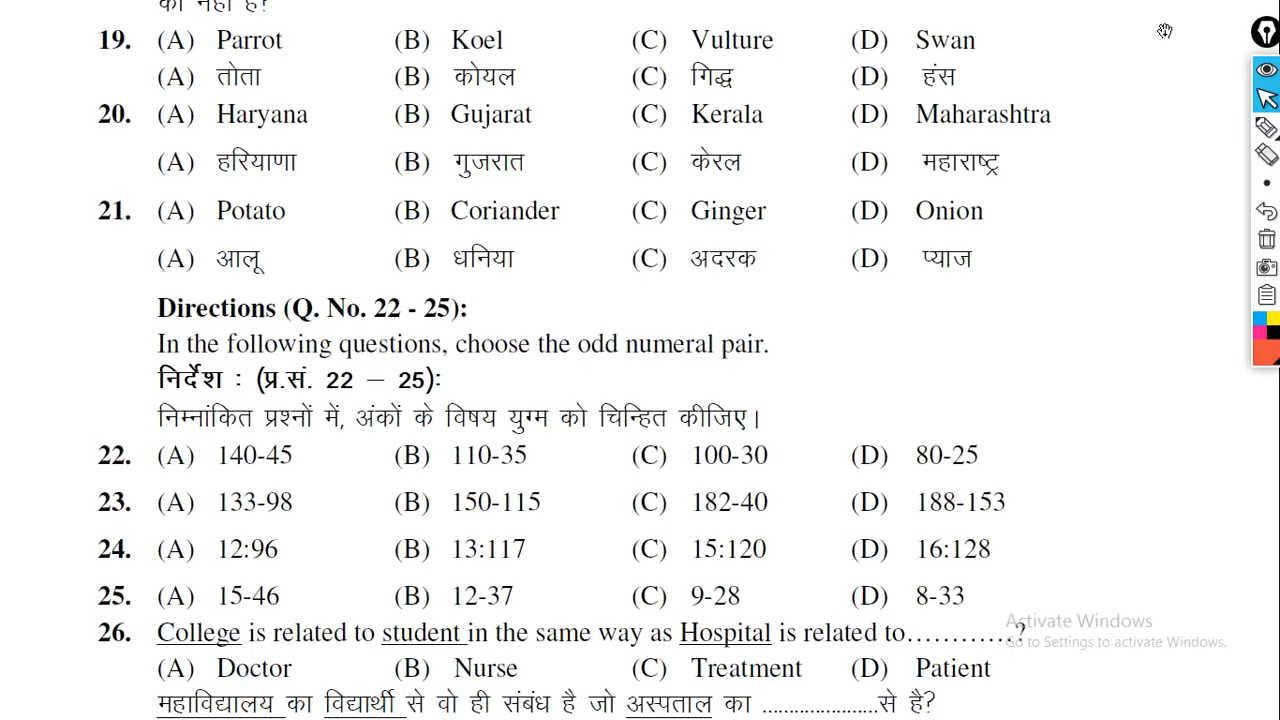 का नहीं है?
19. (A) Parrot (B) Koel (C) Vulture (D) Swan
(A) तोता (B) कोयल (C) गिद्ध (D) हंस
20. (A) Haryana (B) Gujarat (C) Kerala (D) Maharashtra
(A) हरियाणा (B) गुजरात (C) केरल (D) महाराष्ट्र
21. (A) Potato (B) Coriander (C) Ginger (D) Onion
(A) आलू (B) धनिया (C) अदरक (D) प्याज
Directions (Q. No. 22 - 25):
In the following questions, choose the odd numeral pair.
निर्देश : (प्र.सं. 22 – 25):
निम्नांकित प्रश्नों में, अंकों के विषय युग्म को चिन्हित कीजिए।
22. (A) 140-45 (B) 110-35 (C) 100-30 (D) 80-25
23. (A) 133-98 (B) 150-115 (C) 182-40 (D) 188-153
24. (A) 12:96 (B) 13:117 (C) 15:120 (D) 16:128
25. (A) 15-46 (B) 12-37 (C) 9-28 (D) 8-33
Activate Windows
26. College is related to student in the same way as Hospital is related to.............?
Go to Settings to activate Windows.
(A) Doctor (B) Nurse (C) Treatment (D) Patient
महाविद्यालय का विद्यार्थी से वो ही संबंध है जो अस्पताल का ......................से है?